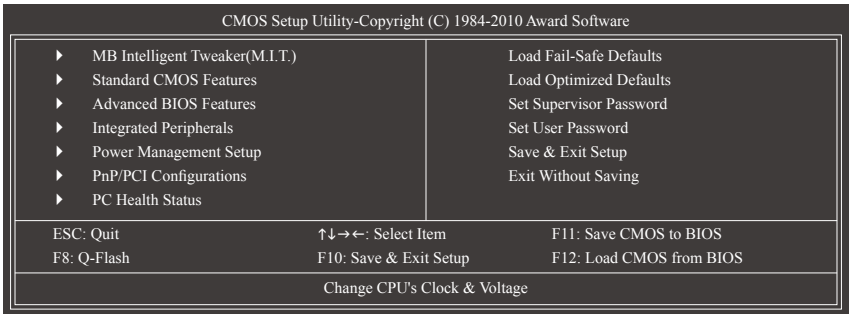 CMOS Setup Utility-Copyright (C) 1984-2010 Award Software
MB Intelligent Tweaker(M.I.T.)
Standard CMOS Features
Advanced BIOS Features
Integrated Peripherals
Power Management Setup
PnP/PCI Configurations
PC Health Status
Load Fail-Safe Defaults
Load Optimized Defaults
Set Supervisor Password
Set User Password
Save & Exit Setup
Exit Without Saving
ESC: Quit ↑↓→←: Select Item F11: Save CMOS to BIOS
F8: Q-Flash F10: Save & Exit Setup F12: Load CMOS from BIOS
Change CPU's Clock & Voltage